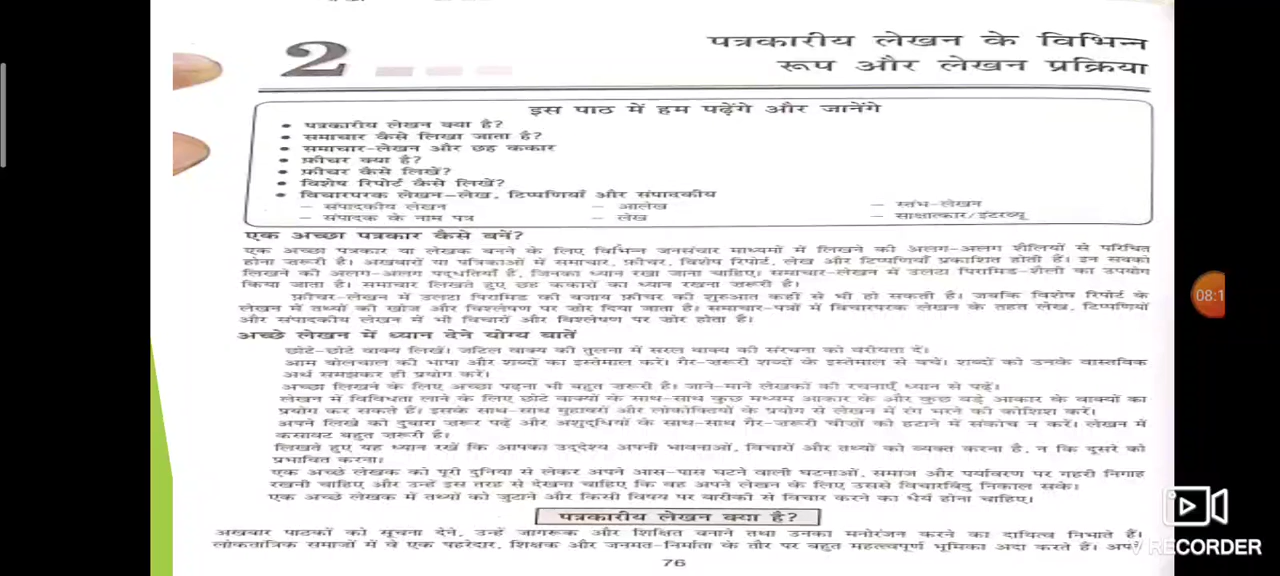 2
पत्रकारीय लेखन के विभिन्न
रूप और लेखन प्रक्रिया
इस पाठ में हम पढ़ेंगे और जानेंगे
• पत्रकारीय लेखन क्या है?
• समाचार कैसे लिखा जाता है?
• समाचार-लेखन और छह ककार
• फ़ीचर क्या है?
• फ़ीचर कैसे लिखें?
• विशेष रिपोर्ट कैसे लिखें?
• विचारपरक लेखन-लेख, टिप्पणियाँ और संपादकीय
– संपादकीय लेखन – आलेख – स्तंभ-लेखन
– संपादक के नाम पत्र – लेख – साक्षात्कार/इंटरव्यू
एक अच्छा पत्रकार कैसे बनें?
एक अच्छा पत्रकार या लेखक बनने के लिए विभिन्न जनसंचार माध्यमों में लिखने की अलग-अलग शैलियों से परिचित
होना ज़रूरी है। अखबारों या पत्रिकाओं में समाचार, फ़ीचर, विशेष रिपोर्ट, लेख और टिप्पणियाँ प्रकाशित होती हैं। इन सबको
लिखने की अलग-अलग पद्धतियाँ हैं, जिनका ध्यान रखा जाना चाहिए। समाचार-लेखन में उलटा पिरामिड-शैली का उपयोग
किया जाता है। समाचार लिखते हुए छह ककारों का ध्यान रखना ज़रूरी है।
फ़ीचर-लेखन में उलटा पिरामिड की बजाय फ़ीचर की शुरुआत कहीं से भी हो सकती है। जबकि विशेष रिपोर्ट के
लेखन में तथ्यों की खोज और विश्लेषण पर ज़ोर दिया जाता है। समाचार-पत्रों में विचारपरक लेखन के तहत लेख, टिप्पणियों
और संपादकीय लेखन में भी विचारों और विश्लेषण पर ज़ोर होता है।
अच्छे लेखन में ध्यान देने योग्य बातें
छोटे-छोटे वाक्य लिखें। जटिल वाक्य की तुलना में सरल वाक्य की संरचना को वरीयता दें।
आम बोलचाल की भाषा और शब्दों का इस्तेमाल करें। गैर-ज़रूरी शब्दों के इस्तेमाल से बचें। शब्दों को उनके वास्तविक
अर्थ समझकर ही प्रयोग करें।
अच्छा लिखने के लिए अच्छा पढ़ना भी बहुत ज़रूरी है। जाने-माने लेखकों की रचनाएँ ध्यान से पढ़ें।
लेखन में विविधता लाने के लिए छोटे वाक्यों के साथ-साथ कुछ मध्यम आकार के और कुछ बड़े आकार के वाक्यों का
प्रयोग कर सकते हैं। इसके साथ-साथ मुहावरों और लोकोक्तियों के प्रयोग से लेखन में रंग भरने की कोशिश करें।
अपने लिखे को दुबारा ज़रूर पढ़ें और अशुद्धियों के साथ-साथ गैर-ज़रूरी चीज़ों को हटाने में संकोच न करें। लेखन में
कसावट बहुत ज़रूरी है।
लिखते हुए यह ध्यान रखें कि आपका उद्देश्य अपनी भावनाओं, विचारों और तथ्यों को व्यक्त करना है, न कि दूसरे को
प्रभावित करना।
एक अच्छे लेखक को पूरी दुनिया से लेकर अपने आस-पास घटने वाली घटनाओं, समाज और पर्यावरण पर गहरी निगाह
रखनी चाहिए और उन्हें इस तरह से देखना चाहिए कि वह अपने लेखन के लिए उससे विचारबिंदु निकाल सके।
एक अच्छे लेखक में तथ्यों को जुटाने और किसी विषय पर बारीकी से विचार करने का धैर्य होना चाहिए।
पत्रकारीय लेखन क्या है?
अखबार पाठकों को सूचना देने, उन्हें जागरूक और शिक्षित बनाने तथा उनका मनोरंजन करने का दायित्व निभाते हैं।
लोकतांत्रिक समाजों में वे एक पहरेदार, शिक्षक और जनमत-निर्माता के तौर पर बहुत महत्त्वपूर्ण भूमिका अदा करते हैं।
76
08:1
V RECORDER